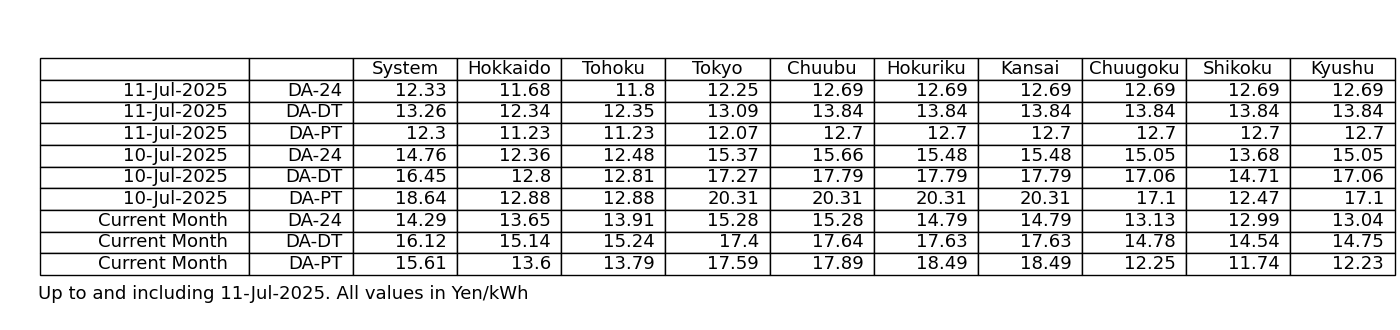 System Hokkaido Tohoku Tokyo Chuubu Hokuriku Kansai Chuugoku Shikoku Kyushu
11-Jul-2025 DA-24 12.33 11.68 11.8 12.25 12.69 12.69 12.69 12.69 12.69 12.69
11-Jul-2025 DA-DT 13.26 12.34 12.35 13.09 13.84 13.84 13.84 13.84 13.84 13.84
11-Jul-2025 DA-PT 12.3 11.23 11.23 12.07 12.7 12.7 12.7 12.7 12.7 12.7
10-Jul-2025 DA-24 14.76 12.36 12.48 15.37 15.66 15.48 15.48 15.05 13.68 15.05
10-Jul-2025 DA-DT 16.45 12.8 12.81 17.27 17.79 17.79 17.79 17.06 14.71 17.06
10-Jul-2025 DA-PT 18.64 12.88 12.88 20.31 20.31 20.31 20.31 17.1 12.47 17.1
Current Month DA-24 14.29 13.65 13.91 15.28 15.28 14.79 14.79 13.13 12.99 13.04
Current Month DA-DT 16.12 15.14 15.24 17.4 17.64 17.63 17.63 14.78 14.54 14.75
Current Month DA-PT 15.61 13.6 13.79 17.59 17.89 18.49 18.49 12.25 11.74 12.23
Up to and including 11-Jul-2025. All values in Yen/kWh